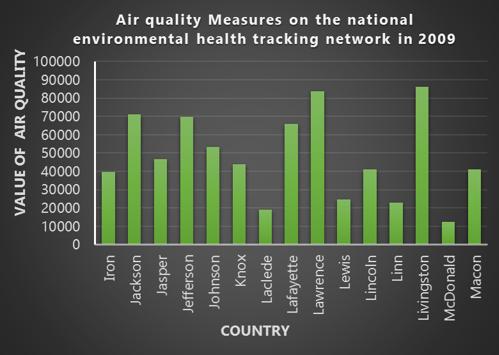 Air quality Measures on the national
environmental health tracking network in 2009
VALUE OF AIR QUALITY
100000
90000
80000
70000
60000
50000
40000
30000
20000
10000
0
Iron
Jackson
Jasper
Jefferson
Johnson
Knox
Laclede
Lafayette
Lawrence
Lewis
Lincoln
Linn
Livingston
McDonald
Macon
COUNTRY